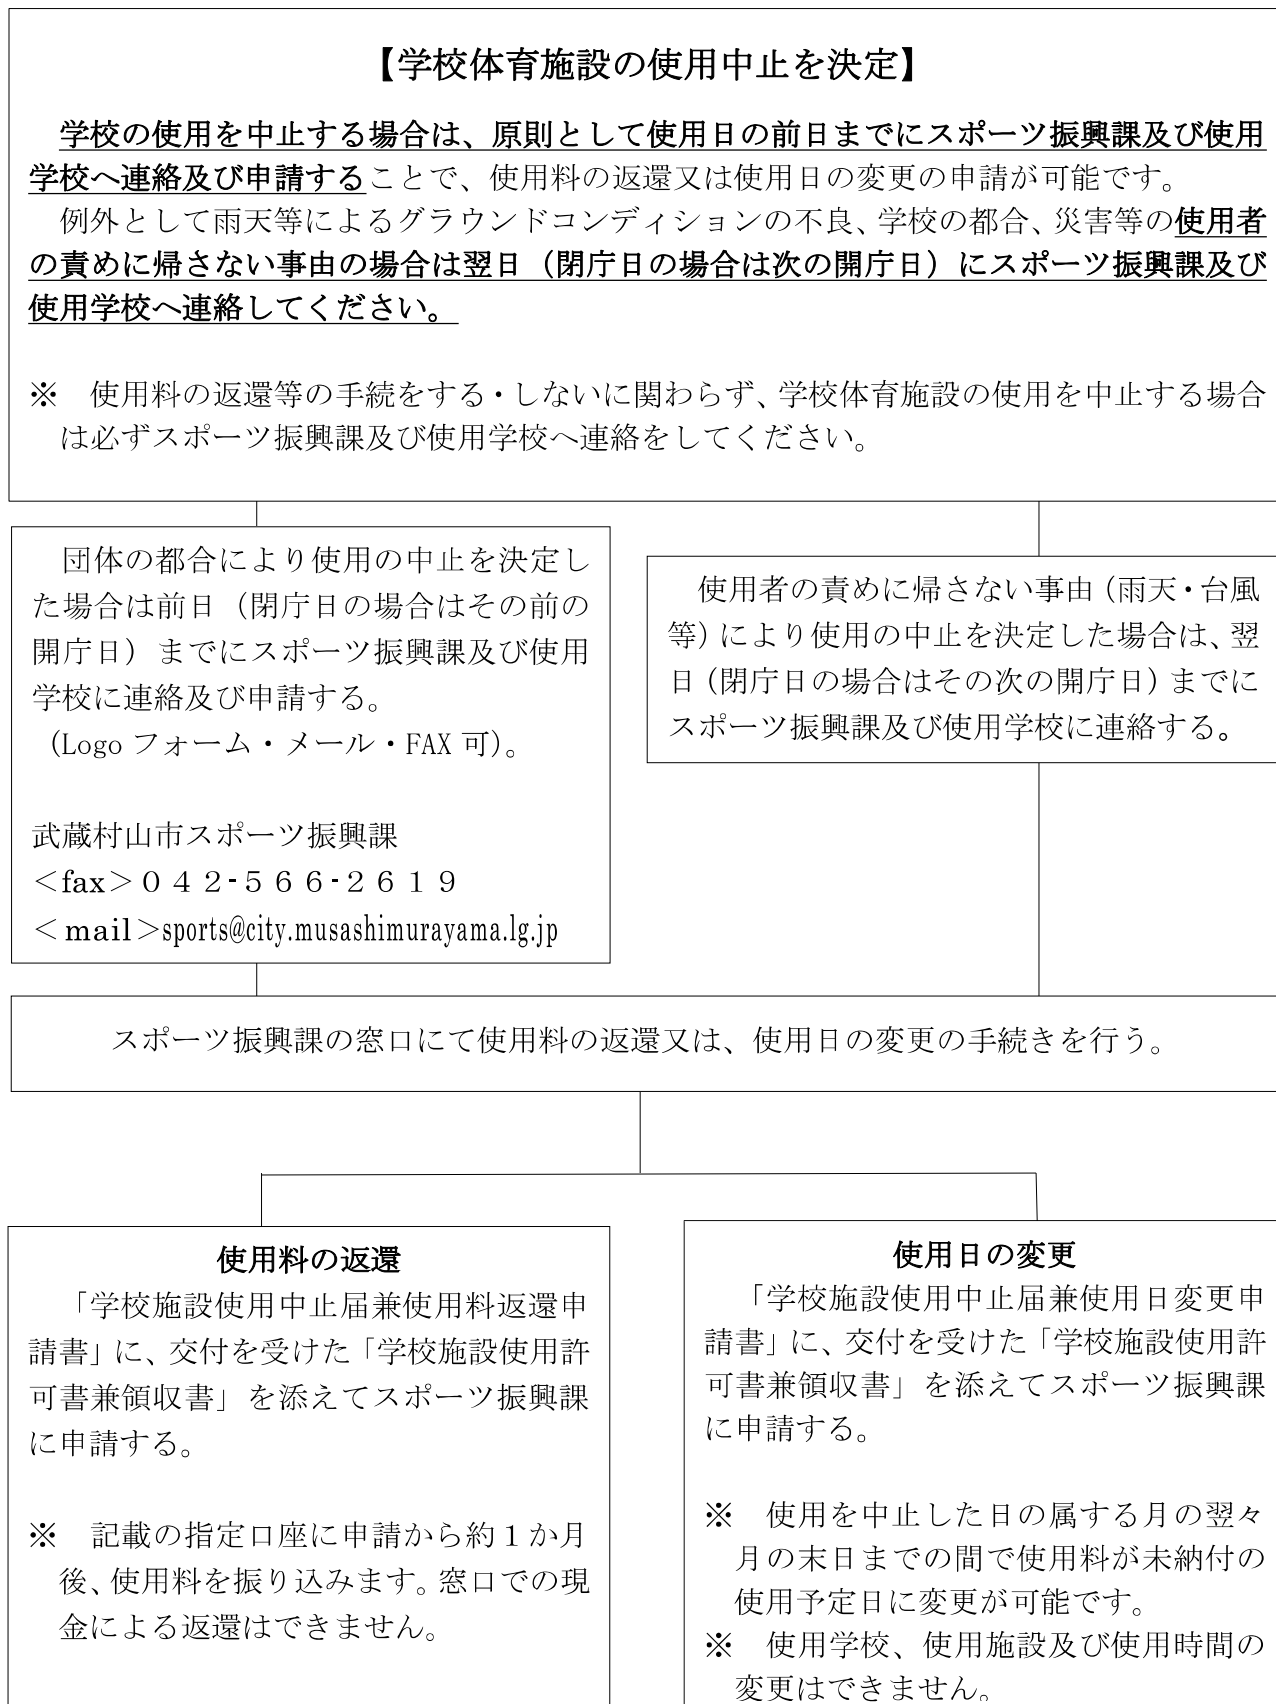 【学校体育施設の使用中止を決定】
学校の使用を中止する場合は、原則として使用日の前日までにスポーツ振興課及び使用
学校へ連絡及び申請することで、使用料の返還又は使用日の変更の申請が可能です。
例外として雨天等によるグラウンドコンディションの不良、学校の都合、災害等の使用者
の責めに帰さない事由の場合は翌日（閉庁日の場合は次の開庁日）にスポーツ振興課及び
使用学校へ連絡してください。
※　使用料の返還等の手続をする・しないに関わらず、学校体育施設の使用を中止する場合
は必ずスポーツ振興課及び使用学校へ連絡をしてください。
団体の都合により使用の中止を決定し
た場合は前日（閉庁日の場合はその前の
開庁日）までにスポーツ振興課及び使用
学校に連絡及び申請する。
（Logo フォーム・メール・FAX 可）。
武蔵村山市スポーツ振興課
＜fax＞０４２-５６６-２６１９
＜mail＞sports@city.musashimurayama.lg.jp
使用者の責めに帰さない事由（雨天・台風
等）により使用の中止を決定した場合は、翌
日（閉庁日の場合はその次の開庁日）までに
スポーツ振興課及び使用学校に連絡する。
スポーツ振興課の窓口にて使用料の返還又は、使用日の変更の手続きを行う。
使用料の返還
「学校施設使用中止届兼使用料返還申
請書」に、交付を受けた「学校施設使用許
可書兼領収書」を添えてスポーツ振興課
に申請する。
※　記載の指定口座に申請から約１か月
後、使用料を振り込みます。窓口での現
金による返還はできません。
使用日の変更
「学校施設使用中止届兼使用日変更申
請書」に、交付を受けた「学校施設使用許
可書兼領収書」を添えてスポーツ振興課
に申請する。
※　使用を中止した日の属する月の翌々
月の末日までの間で使用料が未納付の
使用予定日に変更が可能です。
※　使用学校、使用施設及び使用時間の
変更はできません。